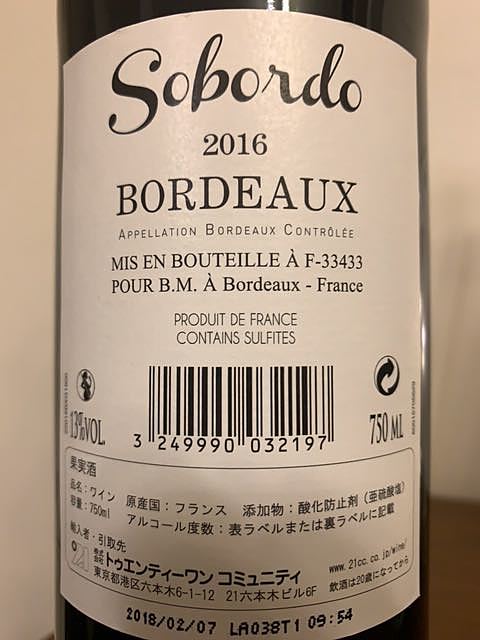 Sobordo
2016
BORDEAUX
APPELLATION BORDEAUX CONTRÔLÉE
MIS EN BOUTEILLE À F-33433
POUR B.M. À Bordeaux - France
PRODUIT DE FRANCE
CONTAINS SULFITES
13%VOL.
3 249990 032197
750 ML
果実酒
品名:ワイン 原産国:フランス 添加物:酸化防止剤(亜硫酸塩)
容量:750ml アルコール度数:表ラベルまたは裏ラベルに記載
輸入者・引取先
株式会社トゥエンティーワン コミュニティ
www.21cc.co.jp/wine/
東京都港区六本木6-1-12 21六本木ビル6F
飲酒は20歳になってから
2018/02/07 LA038T1 09:54